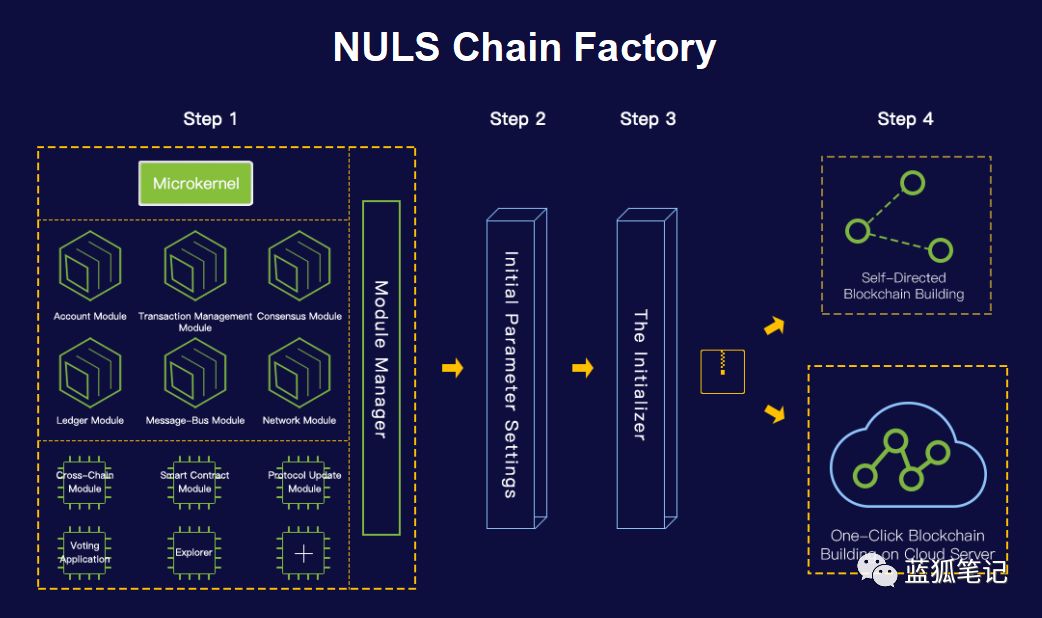 NULS Chain Factory
Step 1
Step 2
Step 3
Step 4
Microkernel
Account Module
Transaction Management
Module
Consensus Module
Ledger Module
Message-Bus Module
Network Module
Cross-Chain
Module
Smart Contract
Module
Protocol Update
Module
Voting
Application
Explorer
Module Manager
Initial Parameter Settings
The Initializer
Self-Directed
Blockchain Building
One-Click Blockchain
Building on Cloud Server
蓝狐笔记